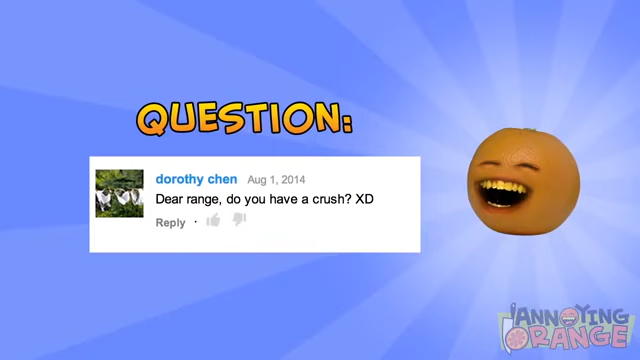 QUESTION:
dorothy chen Aug 1, 2014
Dear range, do you have a crush? XD
Reply ·
ANNOYING
ORANGE